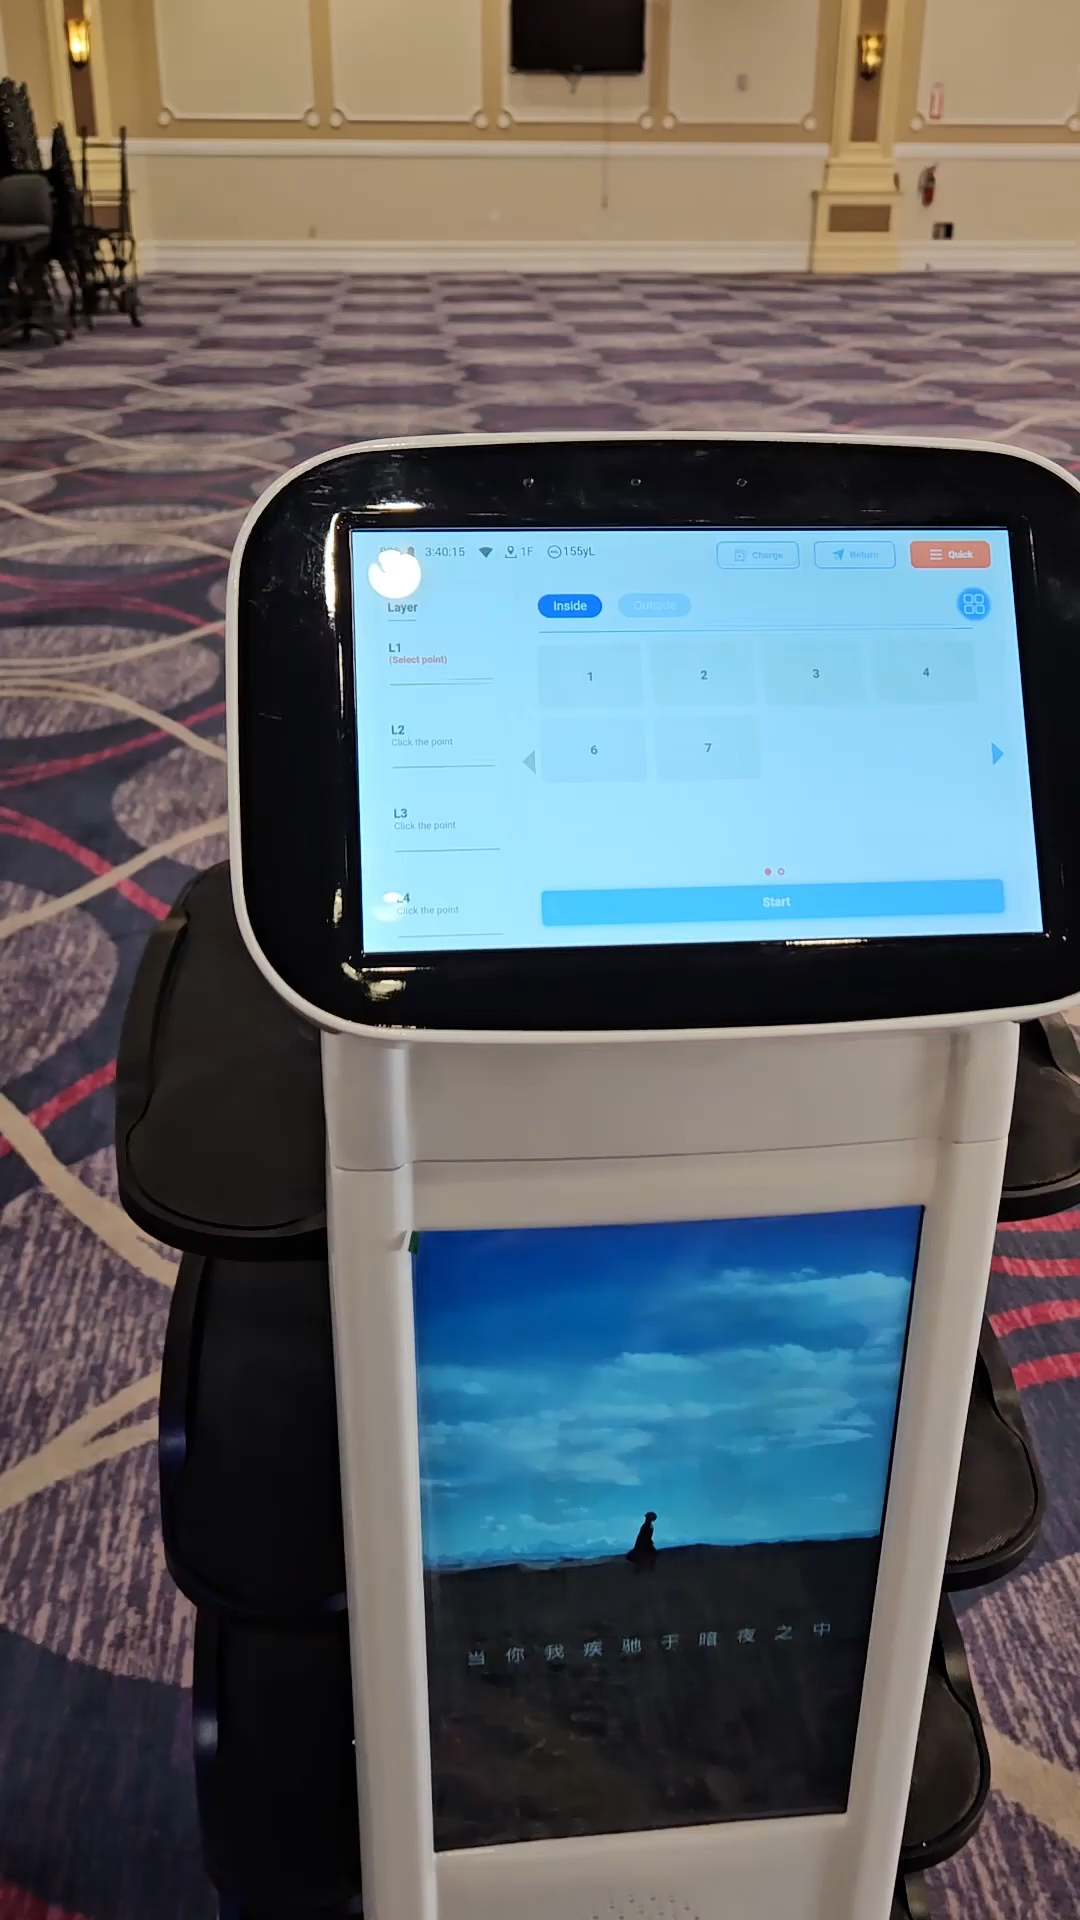 3:40:15
1F
155yL
Charge
Return
Quick
Layer
Inside
Outside
L1
(Select point)
1
2
3
4
L2
Click the point
6
7
L3
Click the point
L4
Click the point
Start
当你我疾驰于暗夜之中